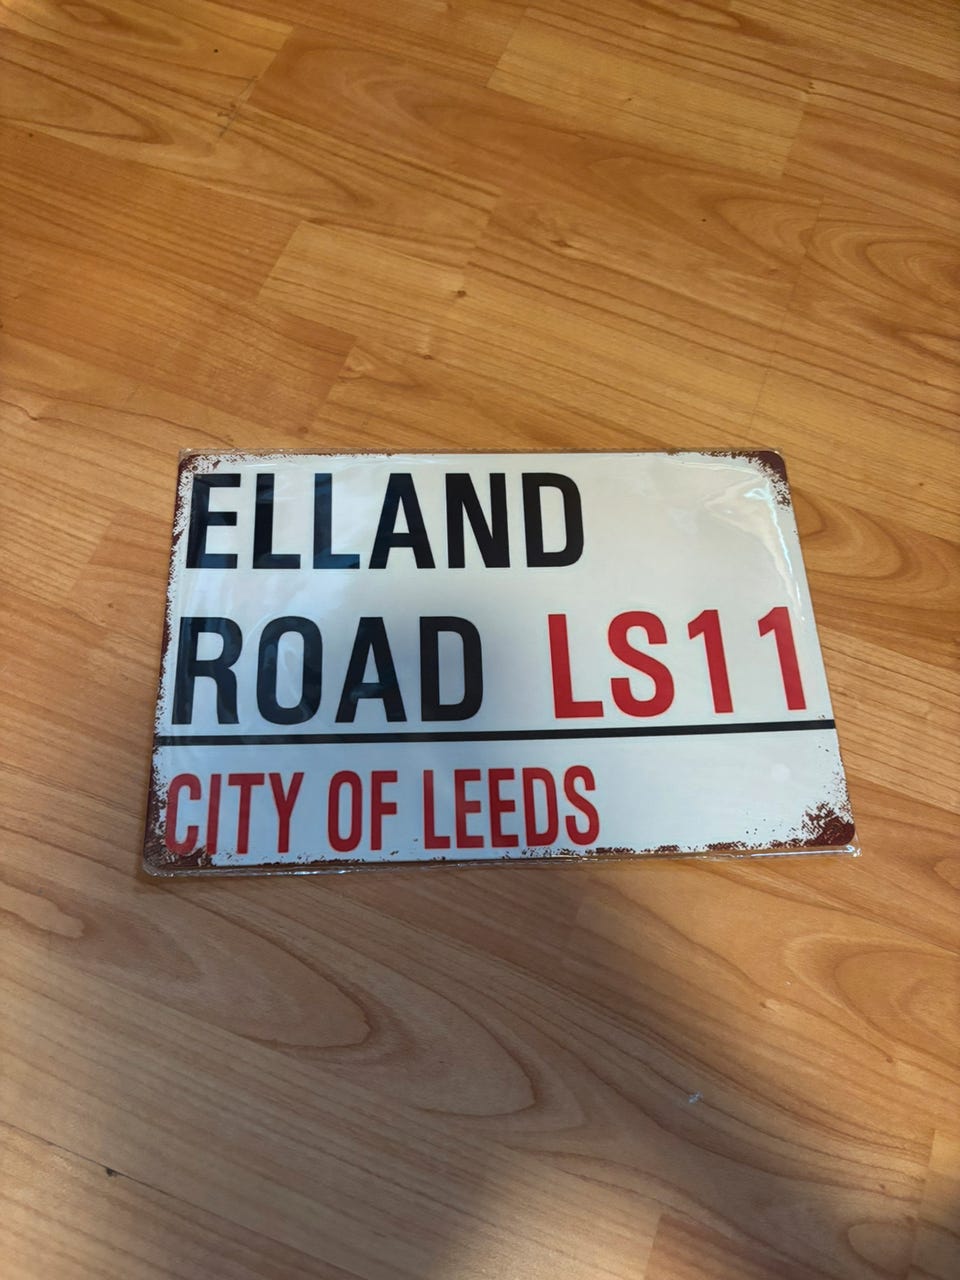 ELLAND
ROAD LS11
CITY OF LEEDS